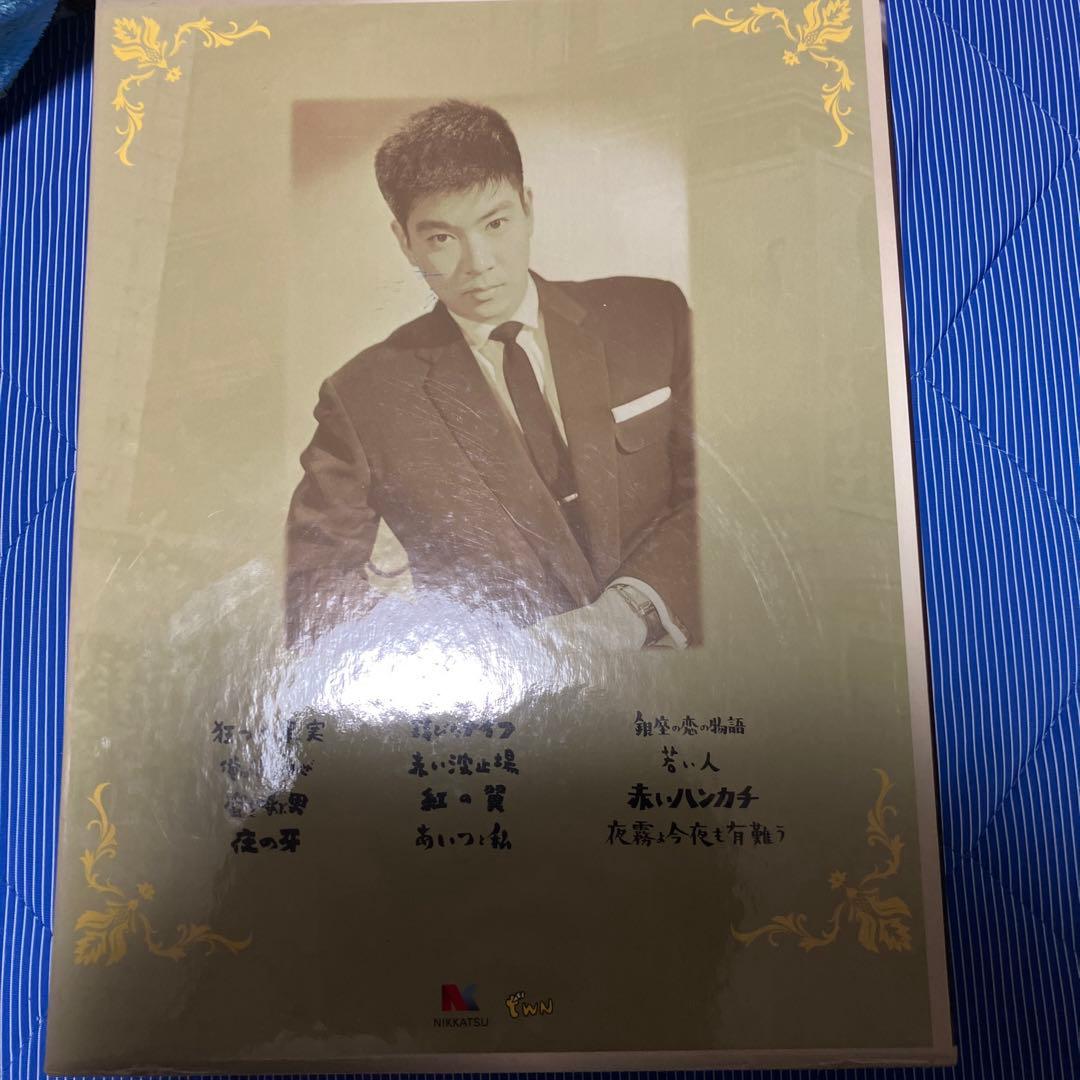 夜の牙
錆びたナイフ
赤い波止場
紅の翼
あいつと私
銀座の恋の物語
若い人
赤いハンカチ
夜霧よ今夜も有難う
NIKKATSU